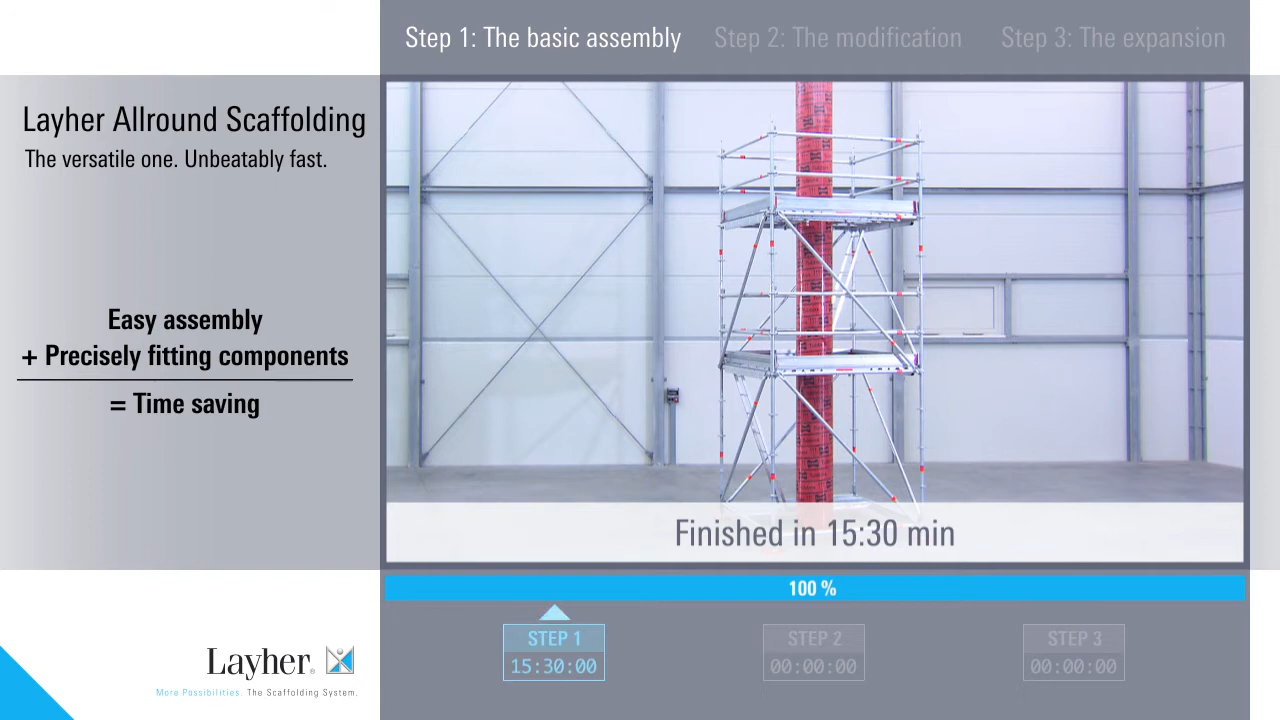 Step 1: The basic assembly
Step 2: The modification
Step 3: The expansion
Layher Allround Scaffolding
The versatile one. Unbeatably fast.
Easy assembly
+ Precisely fitting components
= Time saving
Finished in 15:30 min
100 %
STEP 1
15:30:00
STEP 2
00:00:00
STEP 3
00:00:00
Layher®
More Possibilities. The Scaffolding System.